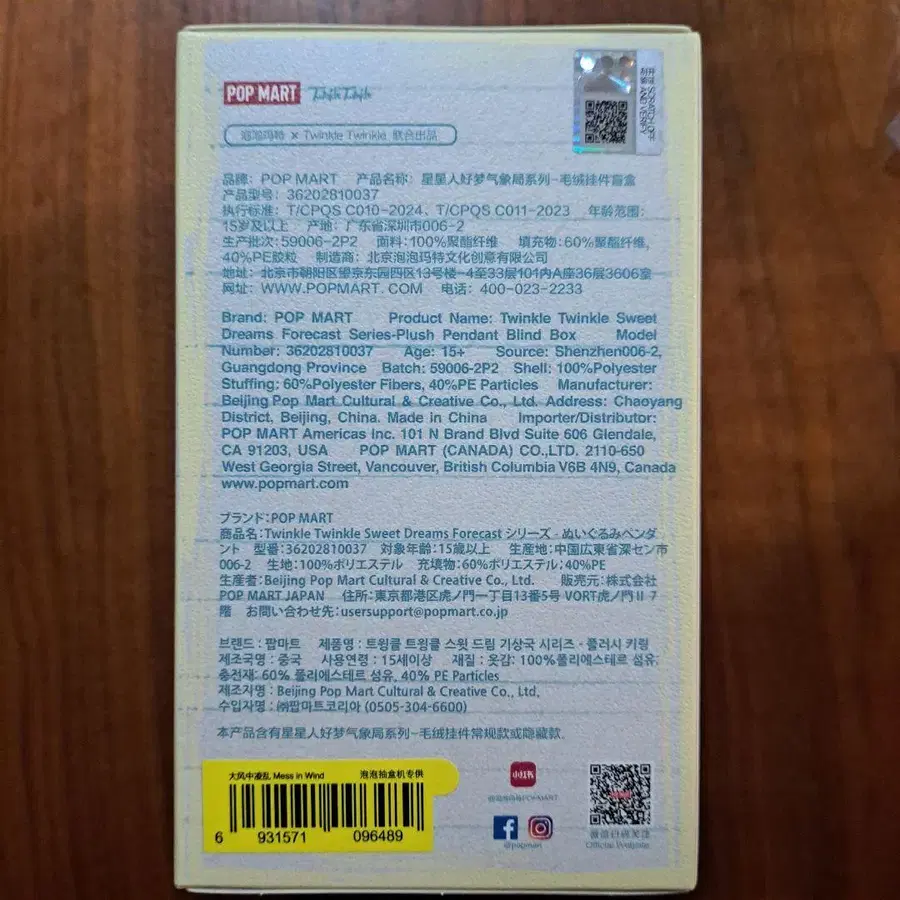 POP MART Twinkle Twinkle
泡泡玛特 × Twinkle Twinkle 联合出品
SCRATCH OFF
AND VERIFY
品牌：POP MART 产品名称：星星人好梦气象局系列-毛绒挂件盲盒
产品型号：36202810037
执行标准：T/CPQS C010-2024、T/CPQS C011-2023 年龄范围：
15岁及以上 产地：广东省深圳市006-2
生产批次：59006-2P2 面料：100%聚酯纤维 填充物：60%聚酯纤维，
40%PE胶粒 制造商：北京泡泡玛特文化创意有限公司
地址：北京市朝阳区望京东园四区13号楼-4至33层101内A座36层3606室
网址：WWW.POPMART.COM 电话：400-023-2233
Brand: POP MART Product Name: Twinkle Twinkle Sweet
Dreams Forecast Series-Plush Pendant Blind Box Model
Number: 36202810037 Age: 15+ Source: Shenzhen006-2,
Guangdong Province Batch: 59006-2P2 Shell: 100%Polyester
Stuffing: 60%Polyester Fibers, 40%PE Particles Manufacturer:
Beijing Pop Mart Cultural & Creative Co., Ltd. Address: Chaoyang
District, Beijing, China. Made in China Importer/Distributor:
POP MART Americas Inc. 101 N Brand Blvd Suite 606 Glendale,
CA 91203, USA POP MART (CANADA) CO.,LTD. 2110-650
West Georgia Street, Vancouver, British Columbia V6B 4N9, Canada
www.popmart.com
ブランド：POP MART
商品名：Twinkle Twinkle Sweet Dreams Forecast シリーズ - ぬいぐるみペンダ
ント 型番：36202810037 対象年齢：15歳以上 生産地：中国広東省深セン市
006-2 生地：100%ポリエステル 充填物：60%ポリエステル；40%PE
生産者：Beijing Pop Mart Cultural & Creative Co., Ltd. 販売元：株式会社
POP MART JAPAN 住所：東京都港区虎ノ門一丁目13番5号 VORT虎ノ門Ⅱ 7
階 お問い合わせ先：usersupport@popmart.co.jp
브랜드 : 팝마트 제품명 : 트윙클 트윙클 스윗 드림 기상국 시리즈 - 플러시 키링
제조국명 : 중국 사용연령 : 15세이상 재질 : 옷감: 100%폴리에스테르 섬유;
충전재: 60% 폴리에스테르 섬유, 40% PE Particles
제조자명 : Beijing Pop Mart Cultural & Creative Co., Ltd.
수입자명 : ㈜팝마트코리아 (0505-304-6600)
本产品含有星星人好梦气象局系列-毛绒挂件常规款或隐藏款.
大风中凌乱 Mess in Wind 泡泡抽盒机专供
6 931571 096489
小红书
@泡泡玛特POPMART
@popmart
微信扫码关注
Official Website